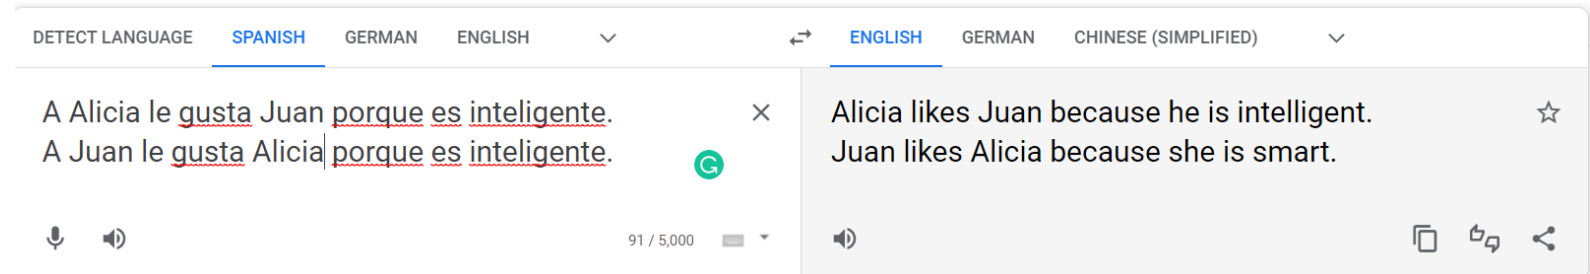 DETECT LANGUAGE SPANISH GERMAN ENGLISH ENGLISH GERMAN CHINESE (SIMPLIFIED)
A Alicia le gusta Juan porque es inteligente.
A Juan le gusta Alicia porque es inteligente.
91 / 5,000
Alicia likes Juan because he is intelligent.
Juan likes Alicia because she is smart.